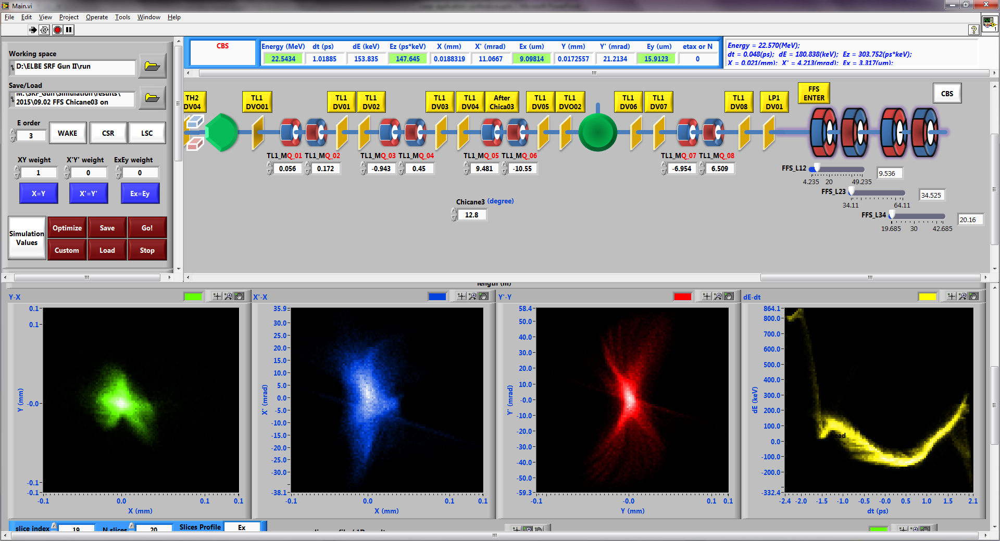 Main.vi
File Edit View Project Operate Tools Window Help
Working space
D:\ELBE SRF Gun II\run
Save/Load
M:\SRF_Gun\Simulation\results\
2015\09.02 FFS Chicane03 on
E order
3
WAKE CSR LSC
XY weight X'Y' weight ExEy weight
1 0 0
X=Y X'=Y' Ex=Ey
Simulation Values
Optimize Save Go!
Custom Load Stop
CBS
Energy (MeV) dt (ps) dE (keV) Ez (ps*keV) X (mm) X' (mrad) Ex (um) Y (mm) Y' (mrad) Ey (um) etax or N
22.5434 1.01885 153.835 147.645 0.0188319 11.0667 9.09814 0.0172557 21.2134 15.9123 0
Energy = 22.570(MeV);
dt = 0.048(ps); dE = 180.838(keV); Ez = 303.752(ps*keV);
X = 0.021(mm); X' = 4.213(mrad); Ex = 3.317(um);
TH2 DV04
TL1 DVO01
TL1 DV01
TL1 DV02
TL1 DV03
TL1 DV04
After Chica03
TL1 DV05
TL1 DVO02
TL1 DV06
TL1 DV07
TL1 DV08
LP1 DV01
FFS ENTER
CBS
TL1_MQ_01 TL1_MQ_02 TL1_MQ_03 TL1_MQ_04 TL1_MQ_05 TL1_MQ_06 TL1_MQ_07 TL1_MQ_08
0.056 0.172 -0.943 0.45 9.481 -10.55 -6.954 6.509
Chicane3 (degree)
12.8
FFS_L12 9.536
4.235 20 49.235
FFS_L23 34.525
34.11 64.11
FFS_L34 20.16
19.685 30 42.685
length (m)
Y-X
0.1
0.1
-0.0
-0.1
-0.1
Y (mm)
-0.1 0.0 0.1 0.1
X (mm)
X'-X
35.9
30.0
25.0
20.0
15.0
10.0
5.0
0.0
-5.0
-10.0
-15.0
-20.0
-25.0
-30.0
-38.1
X' (mrad)
-0.1 0.0 0.1 0.1
X (mm)
Y'-Y
58.4
50.0
40.0
30.0
20.0
10.0
-0.0
-10.0
-20.0
-30.0
-40.0
-50.0
-59.3
Y' (mrad)
-0.1 -0.0 0.1 0.1
Y (mm)
dE-dt
864.1
800.0
700.0
600.0
500.0
400.0
300.0
200.0
100.0
0.0
-100.0
-200.0
-332.4
dE (keV)
-2.4 -2.0 -1.5 -1.0 -0.5 -0.0 0.5 1.0 1.5 2.1
dt (ps)
slice index 19 N slices 20 Slices Profile Ex